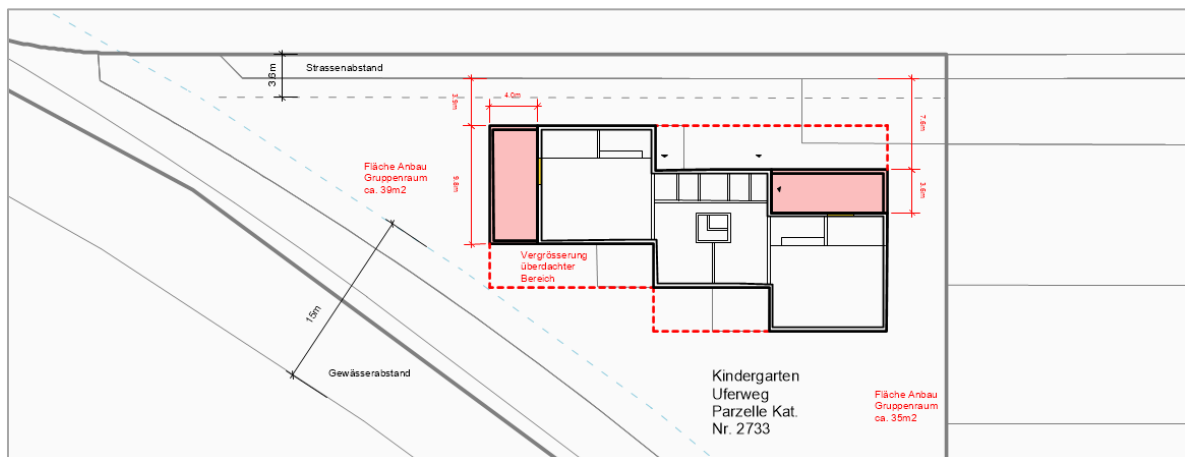 Strassenabstand
3.6m
4.0m
3.9m
7.6m
Fläche Anbau
Gruppenraum
ca. 39m2
9.8m
3.6m
Vergrösserung
überdachter
Bereich
15m
Gewässerabstand
Kindergarten
Uferweg
Parzelle Kat.
Nr. 2733
Fläche Anbau
Gruppenraum
ca. 35m2